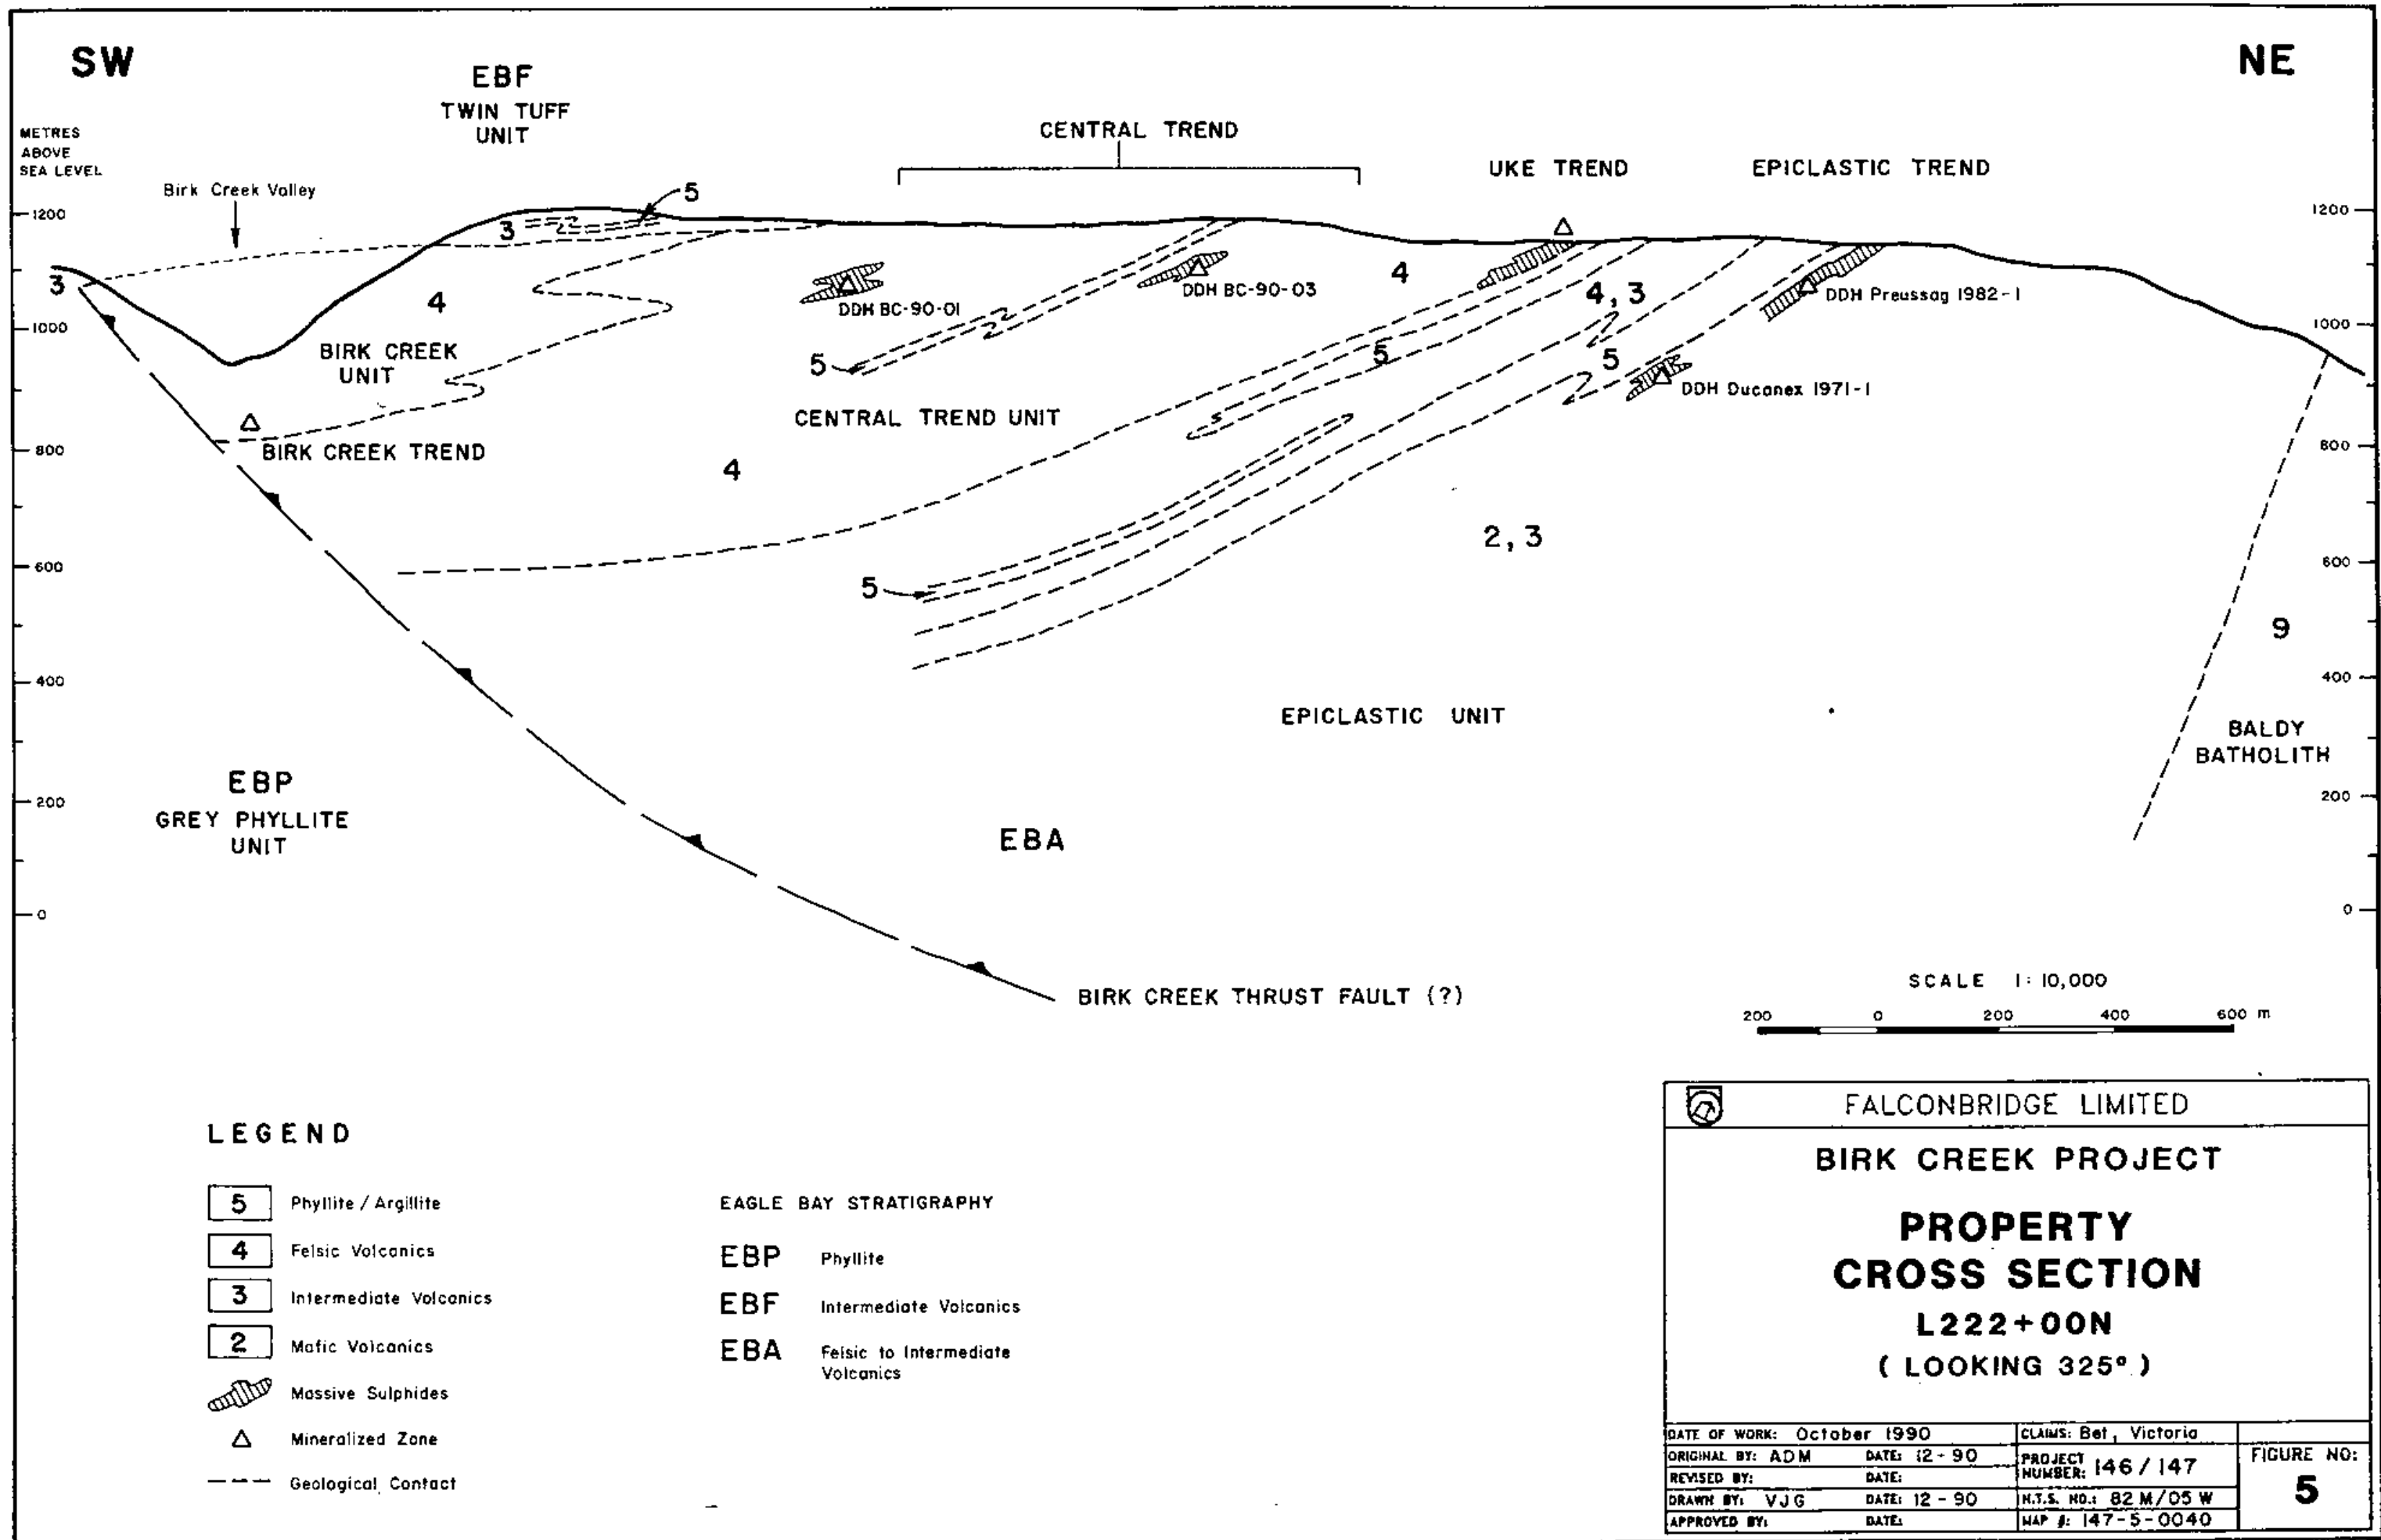 SW
NE
EBF
TWIN TUFF
UNIT
METRES
ABOVE
SEA LEVEL
Birk Creek Valley
CENTRAL TREND
UKE TREND
EPICLASTIC TREND
5
3
3
1200
1200
DDH BC-90-01
DDH BC-90-03
4
4
4, 3
DDH Preussag 1982-1
1000
1000
BIRK CREEK
UNIT
5
5
5
DDH Ducanex 1971-1
CENTRAL TREND UNIT
800
BIRK CREEK TREND
800
4
2, 3
600
5
600
9
400
400
EPICLASTIC UNIT
BALDY
BATHOLITH
EBP
GREY PHYLLITE
UNIT
200
200
EBA
0
0
BIRK CREEK THRUST FAULT (?)
SCALE 1:10,000
200 0 200 400 600 m
LEGEND
5 Phyllite / Argillite
4 Felsic Volcanics
3 Intermediate Volcanics
2 Mafic Volcanics
Massive Sulphides
Mineralized Zone
Geological Contact
EAGLE BAY STRATIGRAPHY
EBP Phyllite
EBF Intermediate Volcanics
EBA Felsic to Intermediate
Volcanics
FALCONBRIDGE LIMITED
BIRK CREEK PROJECT
PROPERTY
CROSS SECTION
L222+00N
( LOOKING 325° )
DATE OF WORK: October 1990
CLAIMS: Bet, Victoria
ORIGINAL BY: ADM DATE: 12-90
PROJECT
NUMBER: 146/147
REVISED BY: DATE:
DRAWN BY: VJG DATE: 12-90
N.T.S. NO.: 82 M/05 W
APPROVED BY: DATE:
MAP #: 147-5-0040
FIGURE NO:
5